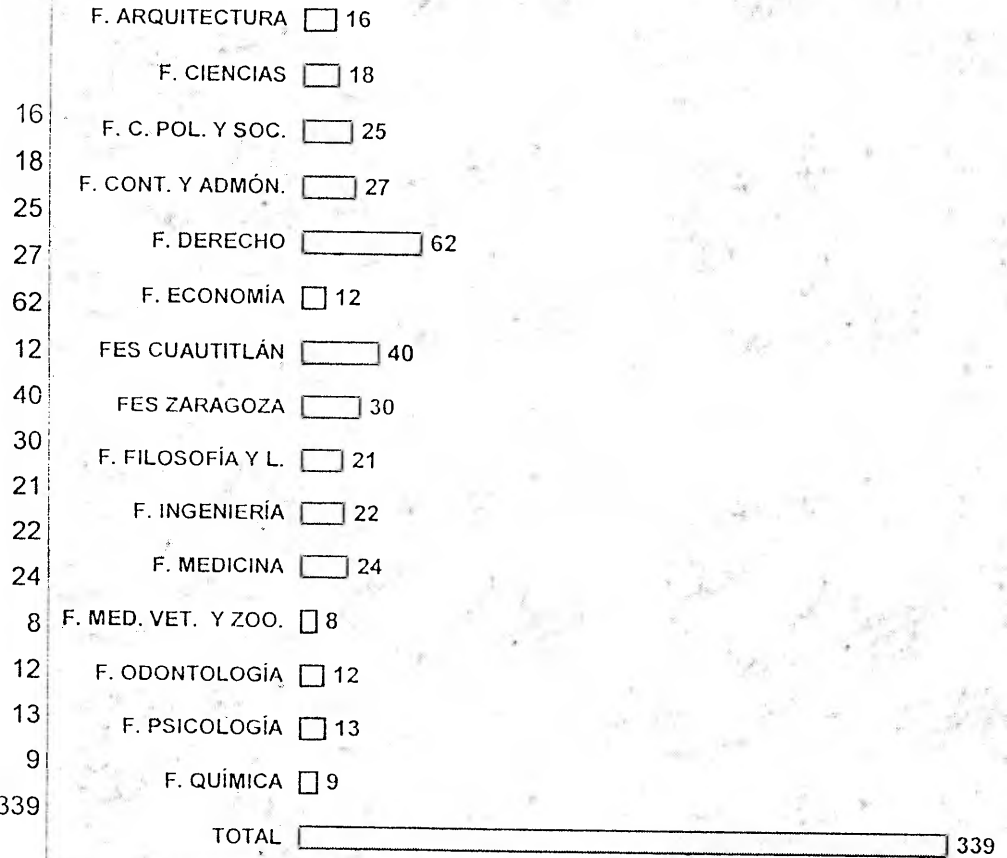 F. ARQUITECTURA 16
F. CIENCIAS 18
16
F. C. POL. Y SOC. 25
18
F. CONT. Y ADMÓN. 27
25
F. DERECHO 62
27
62
F. ECONOMÍA 12
12
FES CUAUTITLÁN 40
40
FES ZARAGOZA 30
30
F. FILOSOFÍA Y L. 21
21
F. INGENIERÍA 22
22
F. MEDICINA 24
24
8
F. MED. VET. Y ZOO. 8
12
F. ODONTOLOGÍA 12
13
F. PSICOLOGÍA 13
9
F. QUÍMICA 9
339
TOTAL 339